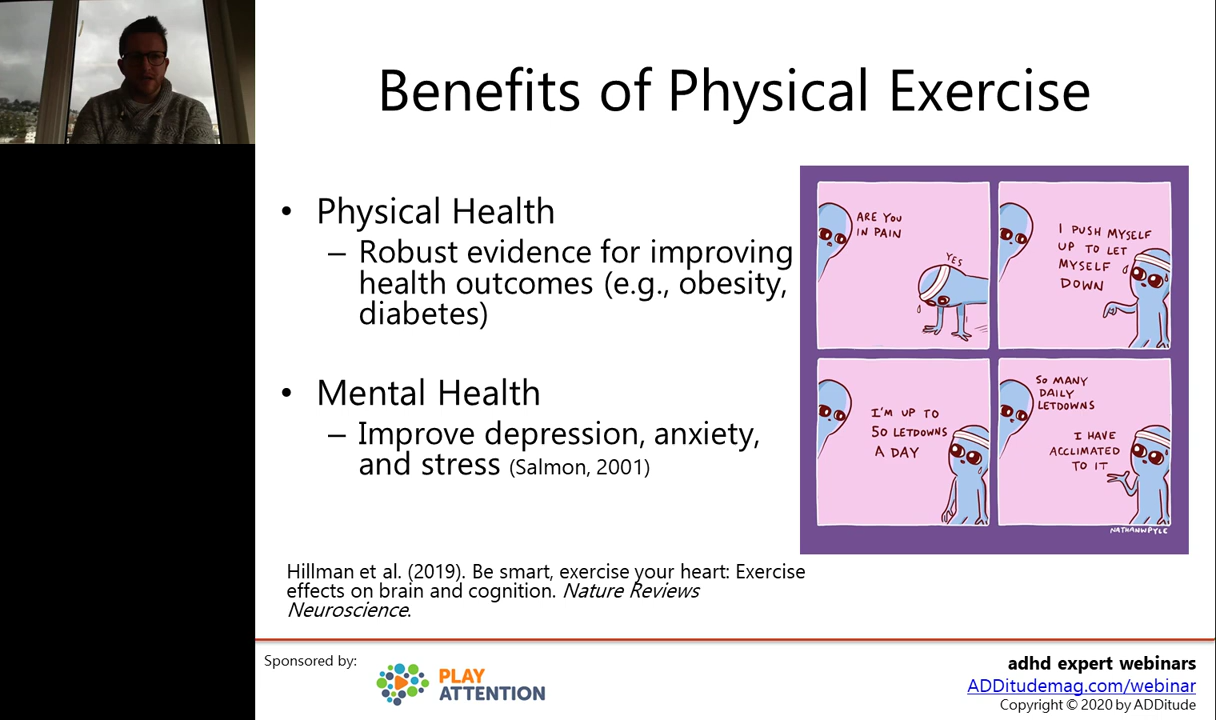 Benefits of Physical Exercise
• Physical Health
– Robust evidence for improving
health outcomes (e.g., obesity,
diabetes)
• Mental Health
– Improve depression, anxiety,
and stress (Salmon, 2001)
Hillman et al. (2019). Be smart, exercise your heart: Exercise
effects on brain and cognition. Nature Reviews
Neuroscience.
ARE YOU
IN PAIN
YES
I PUSH MYSELF
UP TO LET
MYSELF
DOWN
I'M UP TO
50 LETDOWNS
A DAY
SO MANY
DAILY
LETDOWNS
I HAVE
ACCLIMATED
TO IT
NATHANWPYLE
Sponsored by:
PLAY
ATTENTION
adhd expert webinars
ADDitudemag.com/webinar
Copyright © 2020 by ADDitude